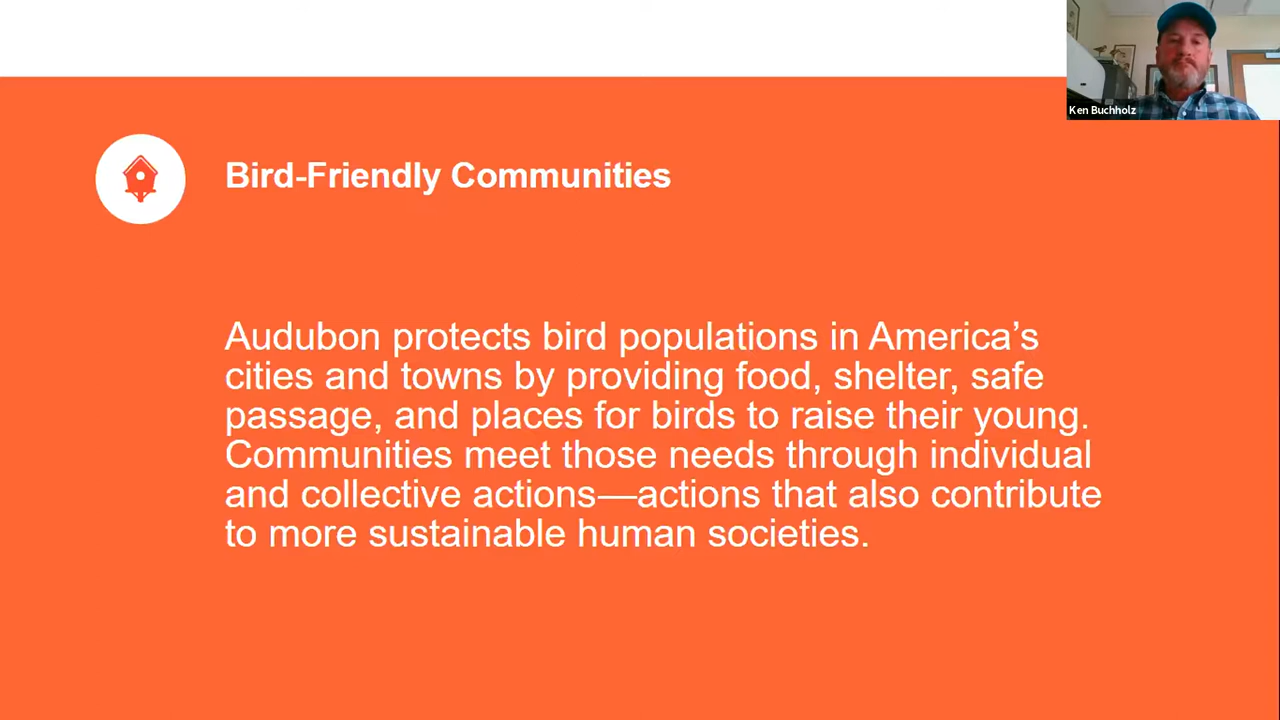 Ken Buchholz
Bird-Friendly Communities
Audubon protects bird populations in America’s
cities and towns by providing food, shelter, safe
passage, and places for birds to raise their young.
Communities meet those needs through individual
and collective actions—actions that also contribute
to more sustainable human societies.